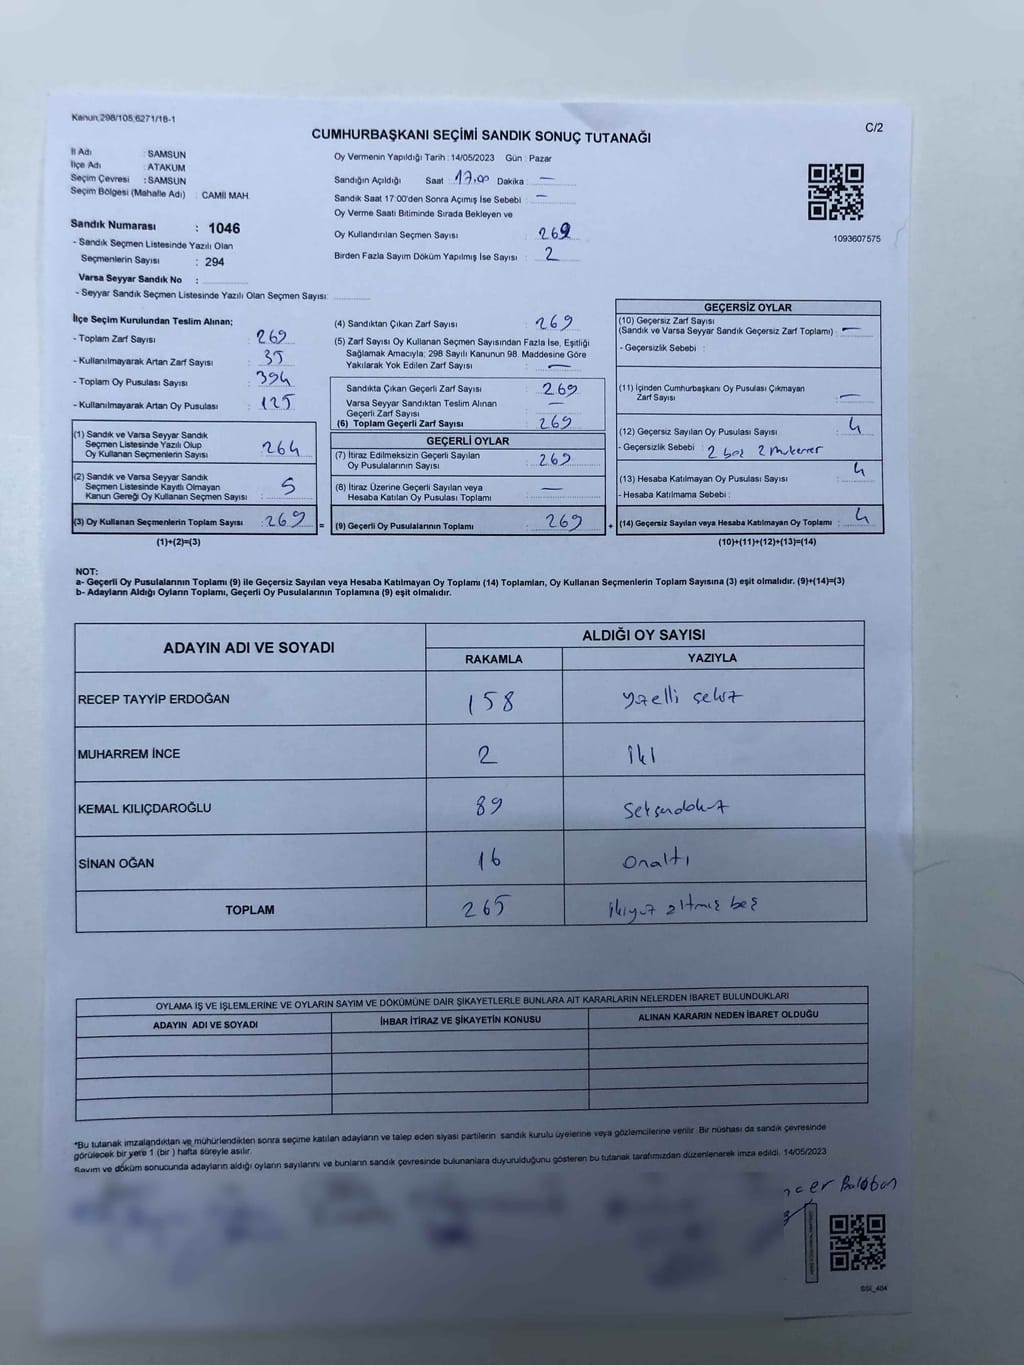 Kanun:298/105,6271/18-1
C/2
CUMHURBAŞKANI SEÇİMİ SANDIK SONUÇ TUTANAĞI
İl Adı : SAMSUN
İlçe Adı : ATAKUM
Seçim Çevresi : SAMSUN
Seçim Bölgesi (Mahalle Adı) : CAMİİ MAH.
Sandık Numarası : 1046
- Sandık Seçmen Listesinde Yazılı Olan
Seçmenlerin Sayısı : 294
Varsa Seyyar Sandık No :
- Seyyar Sandık Seçmen Listesinde Yazılı Olan Seçmen Sayısı:
Oy Vermenin Yapıldığı Tarih : 14/05/2023 Gün : Pazar
Sandığın Açıldığı Saat : 17.00 Dakika : —
Sandık Saat 17:00'den Sonra Açımış İse Sebebi : —
Oy Verme Saati Bitiminde Sırada Bekleyen ve
Oy Kullandırılan Seçmen Sayısı : 269
Birden Fazla Sayım Döküm Yapılmış İse Sayısı : 2
1093607575
İlçe Seçim Kurulundan Teslim Alınan;
- Toplam Zarf Sayısı : 269
- Kullanılmayarak Artan Zarf Sayısı : 35
- Toplam Oy Pusulası Sayısı : 394
- Kullanılmayarak Artan Oy Pusulası : 125
(1) Sandık ve Varsa Seyyar Sandık
Seçmen Listesinde Yazılı Olup
Oy Kullanan Seçmenlerin Sayısı : 264
(2) Sandık ve Varsa Seyyar Sandık
Seçmen Listesinde Kayıtlı Olmayan
Kanun Gereği Oy Kullanan Seçmen Sayısı : 5
(3) Oy Kullanan Seçmenlerin Toplam Sayısı : 269
(1)+(2)=(3)
(4) Sandıktan Çıkan Zarf Sayısı : 269
(5) Zarf Sayısı Oy Kullanan Seçmen Sayısından Fazla İse, Eşitliği
Sağlamak Amacıyla; 298 Sayılı Kanunun 98. Maddesine Göre
Yakılarak Yok Edilen Zarf Sayısı : —
Sandıkta Çıkan Geçerli Zarf Sayısı : 269
Varsa Seyyar Sandıktan Teslim Alınan
Geçerli Zarf Sayısı : —
(6) Toplam Geçerli Zarf Sayısı : 269
GEÇERLİ OYLAR
(7) İtiraz Edilmeksizin Geçerli Sayılan
Oy Pusulalarının Sayısı : 269
(8) İtiraz Üzerine Geçerli Sayılan veya
Hesaba Katılan Oy Pusulası Toplamı : —
= (9) Geçerli Oy Pusulalarının Toplamı : 269 +
GEÇERSİZ OYLAR
(10) Geçersiz Zarf Sayısı
(Sandık ve Varsa Seyyar Sandık Geçersiz Zarf Toplamı) : —
- Geçersizlik Sebebi :
(11) İçinden Cumhurbaşkanı Oy Pusulası Çıkmayan
Zarf Sayısı : —
(12) Geçersiz Sayılan Oy Pusulası Sayısı : 4
- Geçersizlik Sebebi : 2 boş 2 mükerrer
(13) Hesaba Katılmayan Oy Pusulası Sayısı : 4
- Hesaba Katılmama Sebebi :
(14) Geçersiz Sayılan veya Hesaba Katılmayan Oy Toplamı : 4
(10)+(11)+(12)+(13)=(14)
NOT:
a- Geçerli Oy Pusulalarının Toplamı (9) ile Geçersiz Sayılan veya Hesaba Katılmayan Oy Toplamı (14) Toplamları, Oy Kullanan Seçmenlerin Toplam Sayısına (3) eşit olmalıdır. (9)+(14)=(3)
b- Adayların Aldığı Oyların Toplamı, Geçerli Oy Pusulalarının Toplamına (9) eşit olmalıdır.
ADAYIN ADI VE SOYADI ALDIĞI OY SAYISI
RAKAMLA YAZIYLA
RECEP TAYYİP ERDOĞAN 158 yüzelli sekiz
MUHARREM İNCE 2 iki
KEMAL KILIÇDAROĞLU 89 seksendokuz
SİNAN OĞAN 16 onaltı
TOPLAM 265 ikiyüz altmış beş
OYLAMA İŞ VE İŞLEMLERİNE VE OYLARIN SAYIM VE DÖKÜMÜNE DAİR ŞİKAYETLERLE BUNLARA AİT KARARLARIN NELERDEN İBARET BULUNDUKLARI
ADAYIN ADI VE SOYADI İHBAR İTİRAZ VE ŞİKAYETİN KONUSU ALINAN KARARIN NEDEN İBARET OLDUĞU
*Bu tutanak imzalandıktan ve mühürlendikten sonra seçime katılan adayların ve talep eden siyasi partilerin sandık kurulu üyelerine veya gözlemcilerine verilir. Bir nüshası da sandık çevresinde
görülecek bir yere 1 (bir ) hafta süreyle asılır.
Sayım ve döküm sonucunda adayların aldığı oyların sayılarını ve bunların sandık çevresinde bulunanlara duyurulduğunu gösteren bu tutanak tarafımızdan düzenlenerek imza edildi. 14/05/2023
Balaban